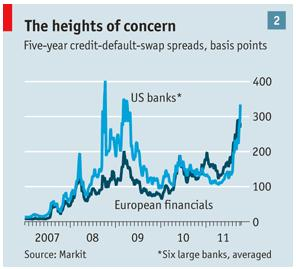 The heights of concern
2
Five-year credit-default-swap spreads, basis points
US banks*
European financials
400
300
200
100
0
2007
08
09
10
11
Source: Markit
*Six large banks, averaged